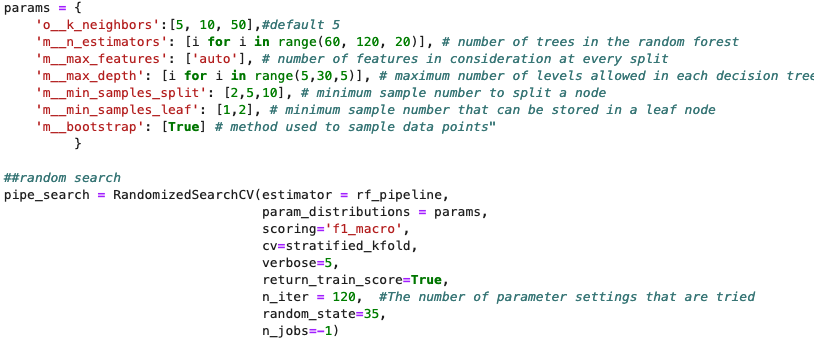 params = {
    'o__k_neighbors':[5, 10, 50],#default 5
    'm__n_estimators': [i for i in range(60, 120, 20)], # number of trees in the random forest
    'm__max_features': ['auto'], # number of features in consideration at every split
    'm__max_depth': [i for i in range(5,30,5)], # maximum number of levels allowed in each decision tree
    'm__min_samples_split': [2,5,10], # minimum sample number to split a node
    'm__min_samples_leaf': [1,2], # minimum sample number that can be stored in a leaf node
    'm__bootstrap': [True] # method used to sample data points"
         }
##random search
pipe_search = RandomizedSearchCV(estimator = rf_pipeline,
                                 param_distributions = params,
                                 scoring='f1_macro',
                                 cv=stratified_kfold,
                                 verbose=5,
                                 return_train_score=True,
                                 n_iter = 120,  #The number of parameter settings that are tried
                                 random_state=35,
                                 n_jobs=-1)